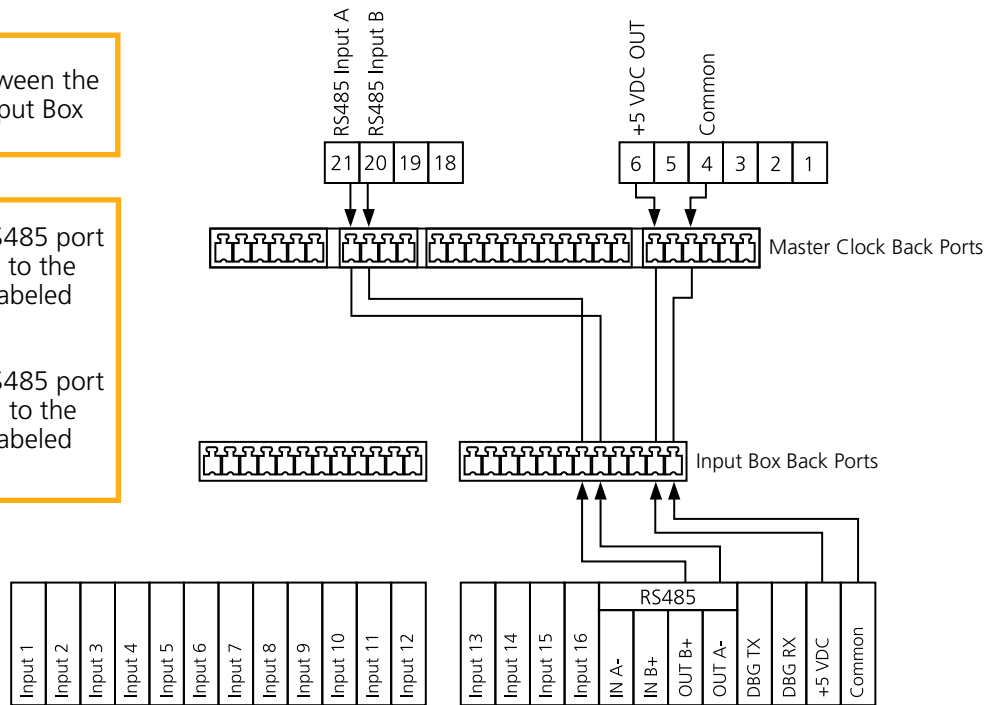 ween the
put Box
S485 port
to the
abeled
S485 port
to the
abeled
RS485 Input A
RS485 Input B
+5 VDC OUT
Common
21 20 19 18
6 5 4 3 2 1
Master Clock Back Ports
Input Box Back Ports
RS485
Input 1
Input 2
Input 3
Input 4
Input 5
Input 6
Input 7
Input 8
Input 9
Input 10
Input 11
Input 12
Input 13
Input 14
Input 15
Input 16
IN A-
IN B+
OUT B+
OUT A-
DBG TX
DBG RX
+5 VDC
Common